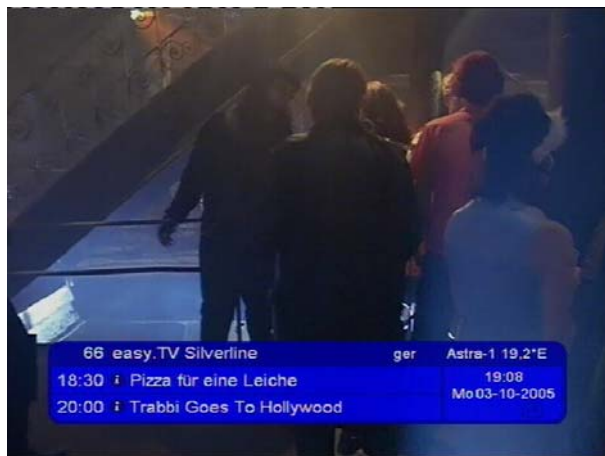 66 easy.TV Silverline ger Astra-1 19,2°E
18:30 i Pizza für eine Leiche 19:08
Mo 03-10-2005
20:00 i Trabbi Goes To Hollywood